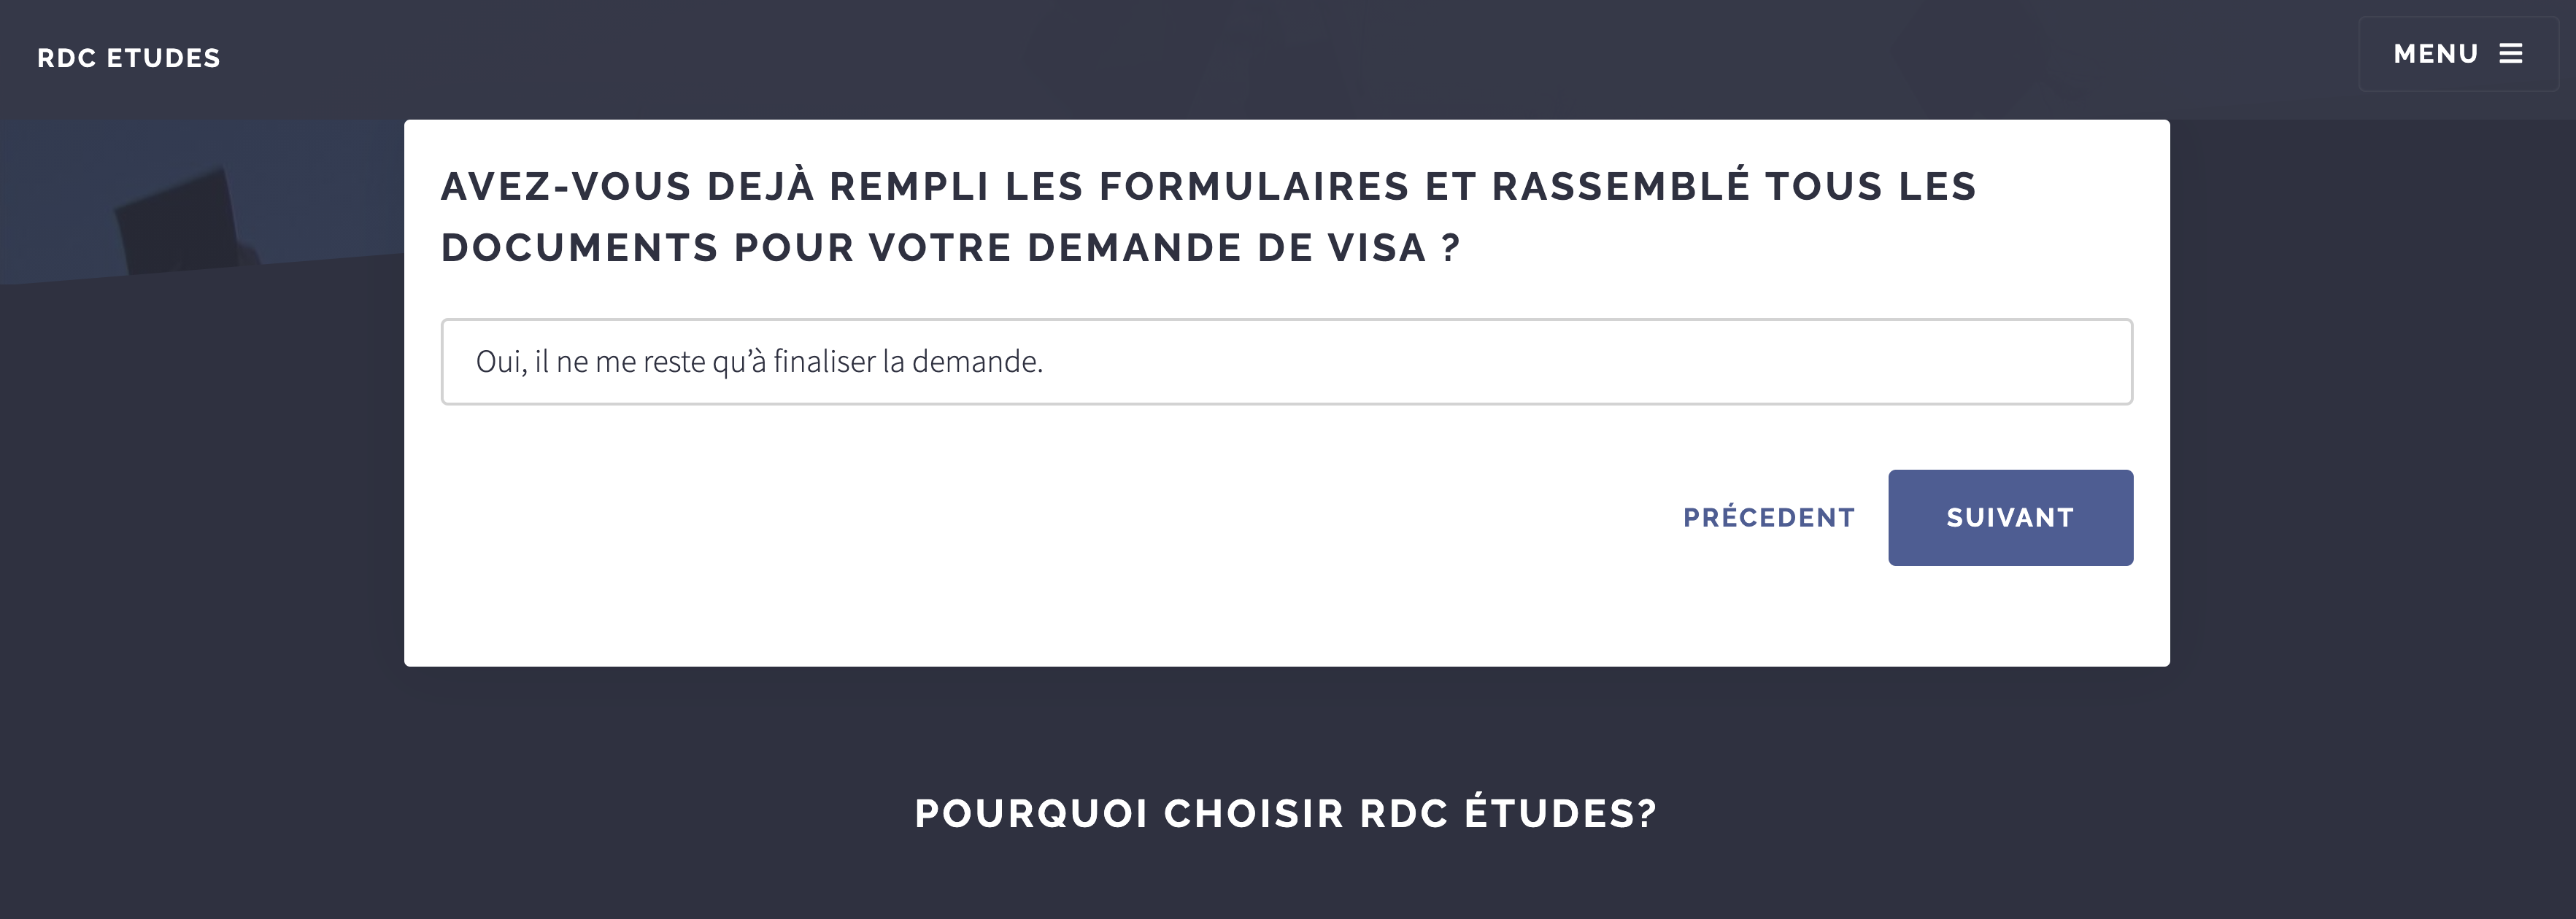 RDC ETUDES
MENU
AVEZ-VOUS DEJÀ REMPLI LES FORMULAIRES ET RASSEMBLÉ TOUS LES
DOCUMENTS POUR VOTRE DEMANDE DE VISA ?
Oui, il ne me reste qu’à finaliser la demande.
PRÉCEDENT
SUIVANT
POURQUOI CHOISIR RDC ÉTUDES?